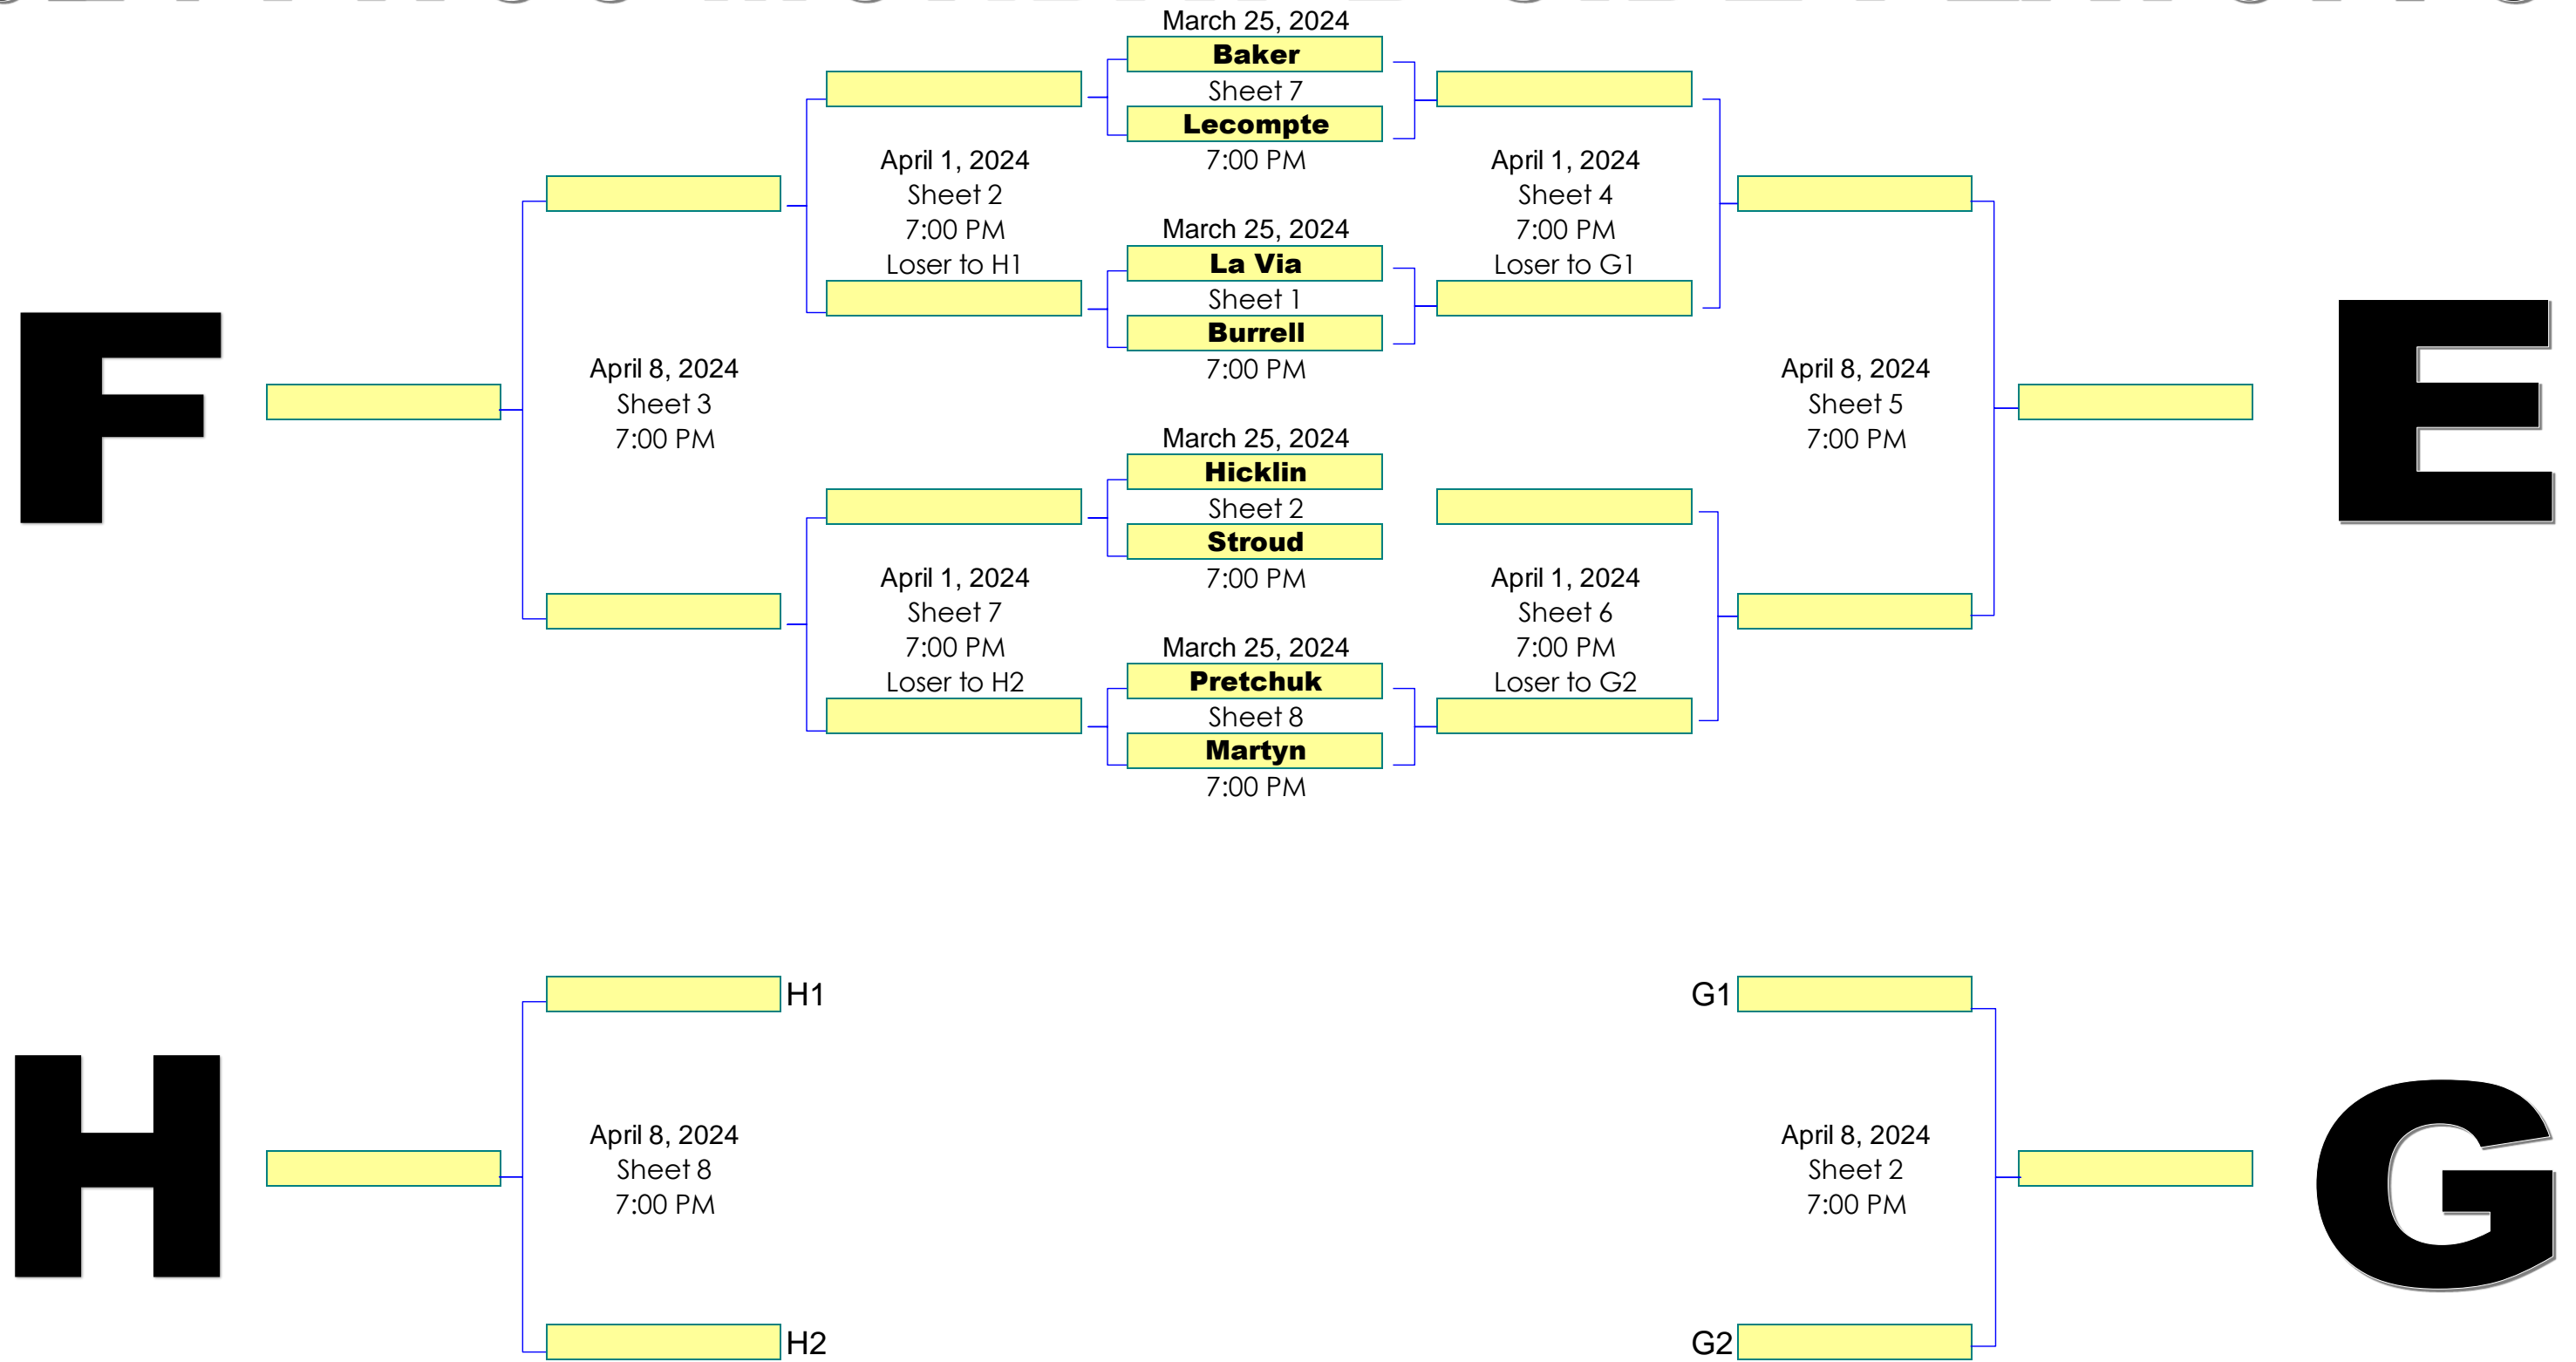 March 25, 2024
Baker
Sheet 7
Lecompte
April 1, 2024 7:00 PM April 1, 2024
Sheet 2 Sheet 4
7:00 PM March 25, 2024 7:00 PM
Loser to H1 La Via Loser to G1
Sheet 1
Burrell
April 8, 2024 7:00 PM April 8, 2024
Sheet 3 Sheet 5
7:00 PM March 25, 2024 7:00 PM
F E
Hicklin
Sheet 2
Stroud
April 1, 2024 7:00 PM April 1, 2024
Sheet 7 Sheet 6
7:00 PM March 25, 2024 7:00 PM
Loser to H2 Pretchuk Loser to G2
Sheet 8
Martyn
7:00 PM
H1 G1
April 8, 2024 April 8, 2024
Sheet 8 Sheet 2
7:00 PM 7:00 PM
H G
H2 G2